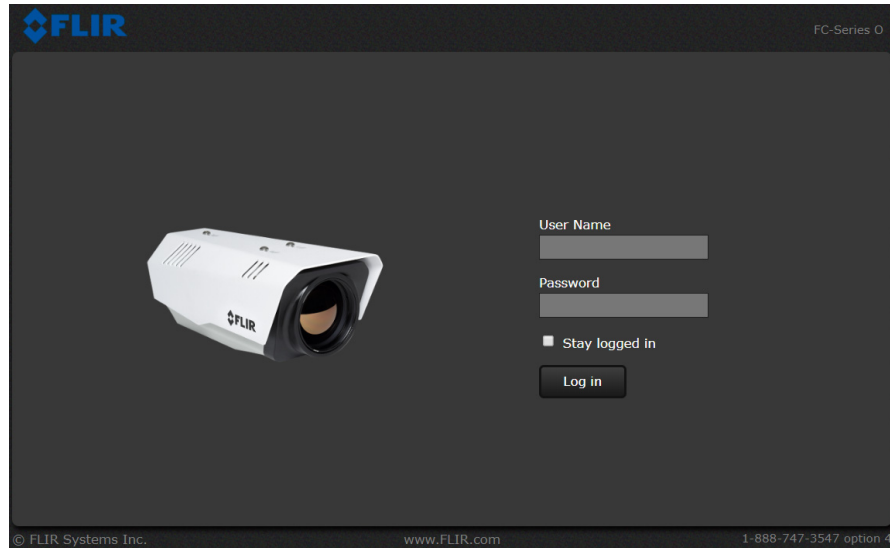 FLIR
FC-Series O
User Name
Password
Stay logged in
Log in
FLIR
© FLIR Systems Inc.
www.FLIR.com
1-888-747-3547 option 4